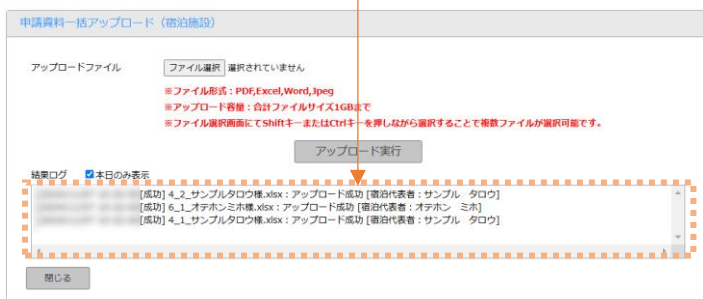 申請資料一括アップロード（宿泊施設）
アップロードファイル ファイル選択 選択されていません
※ファイル形式：PDF,Excel,Word,Jpeg
※アップロード容量：合計ファイルサイズ1GBまで
※ファイル選択画面にてShiftキーまたはCtrlキーを押しながら選択することで複数ファイルが選択可能です。
アップロード実行
結果ログ 本日のみ表示
[成功] 4_2_サンプルタロウ様.xlsx：アップロード成功 [宿泊代表者：サンプル　タロウ]
[成功] 6_1_オテホンミホ様.xlsx：アップロード成功 [宿泊代表者：オテホン　ミホ]
[成功] 4_1_サンプルタロウ様.xlsx：アップロード成功 [宿泊代表者：サンプル　タロウ]
閉じる